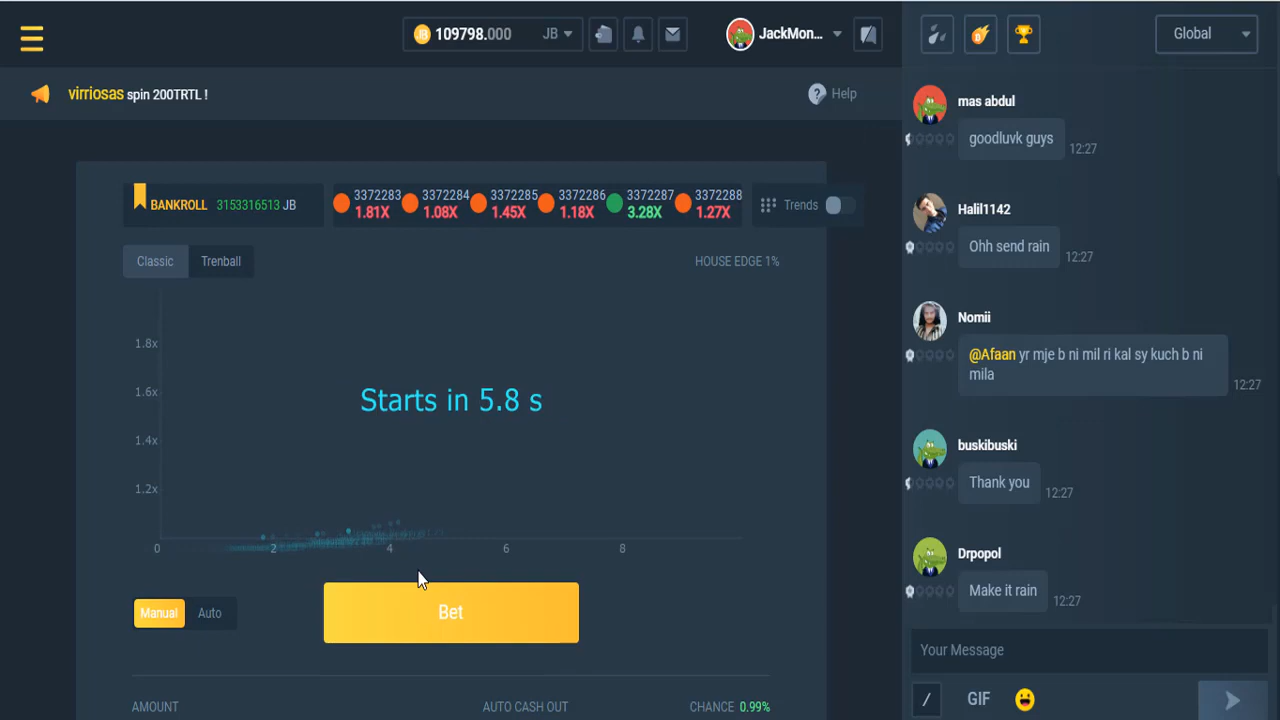 109798.000 JB JackMon...
virriosas spin 200TRTL !
Help
BANKROLL 3153316513 JB
3372283 3372284 3372285 3372286 3372287 3372288
1.81X 1.08X 1.45X 1.18X 3.28X 1.27X
Trends
Classic Trenball HOUSE EDGE 1%
1.8x
1.6x
1.4x
1.2x
Starts in 5.8 s
0 2 4 6 8
Manual Auto
Bet
AMOUNT AUTO CASH OUT CHANCE 0.99%
Global
mas abdul
goodluvk guys 12:27
Halil1142
Ohh send rain 12:27
Nomii
@Afaan yr mje b ni mil ri kal sy kuch b ni
mila 12:27
buskibuski
Thank you 12:27
Drpopol
Make it rain 12:27
Your Message
/ GIF